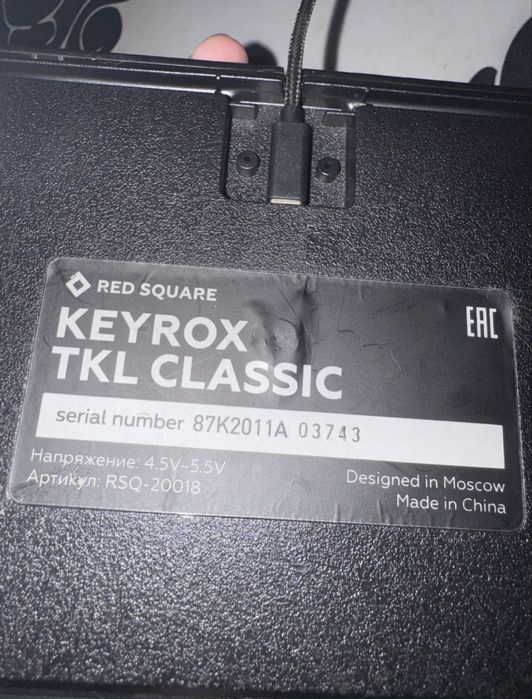 RED SQUARE
KEYROX
TKL CLASSIC
EAC
serial number 87K2011A 03743
Напряжение: 4.5V~5.5V
Артикул: RSQ-20018
Designed in Moscow
Made in China